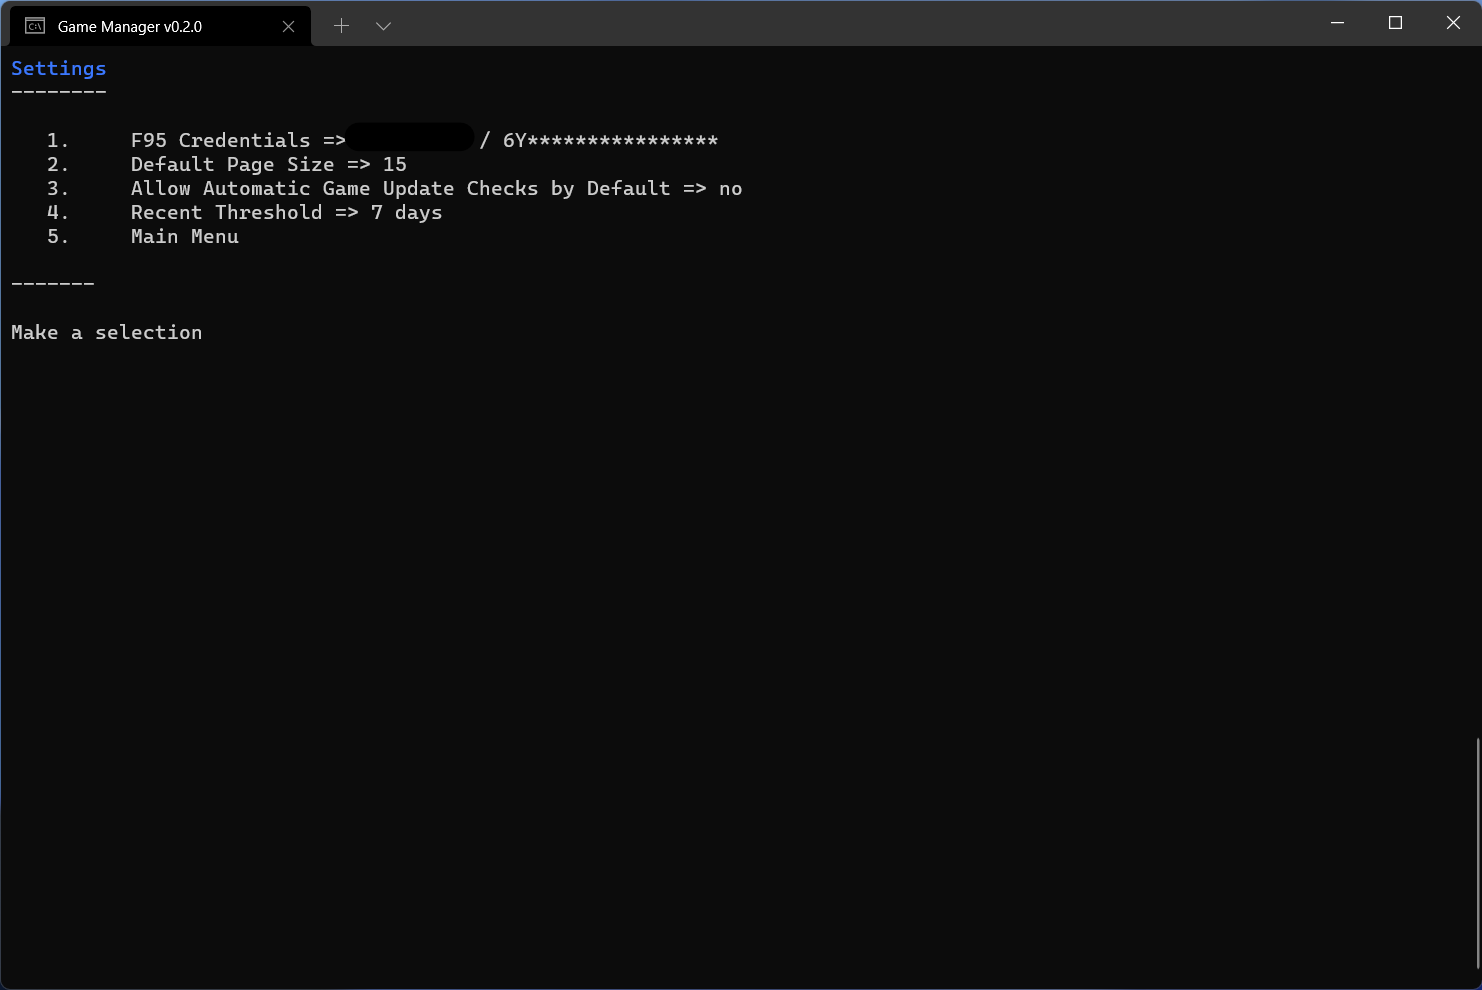 Game Manager v0.2.0
Settings
--------
1. F95 Credentials => / 6Y****************
2. Default Page Size => 15
3. Allow Automatic Game Update Checks by Default => no
4. Recent Threshold => 7 days
5. Main Menu
-------
Make a selection